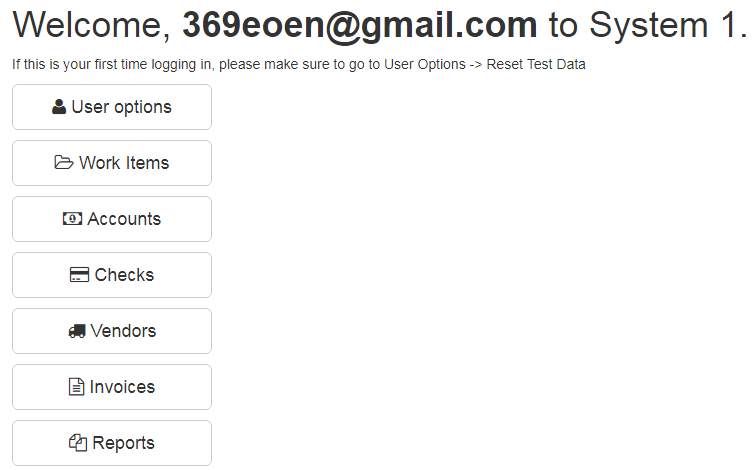 Welcome, 369eoen@gmail.com to System 1.
If this is your first time logging in, please make sure to go to User Options -> Reset Test Data
User options
Work Items
Accounts
Checks
Vendors
Invoices
Reports